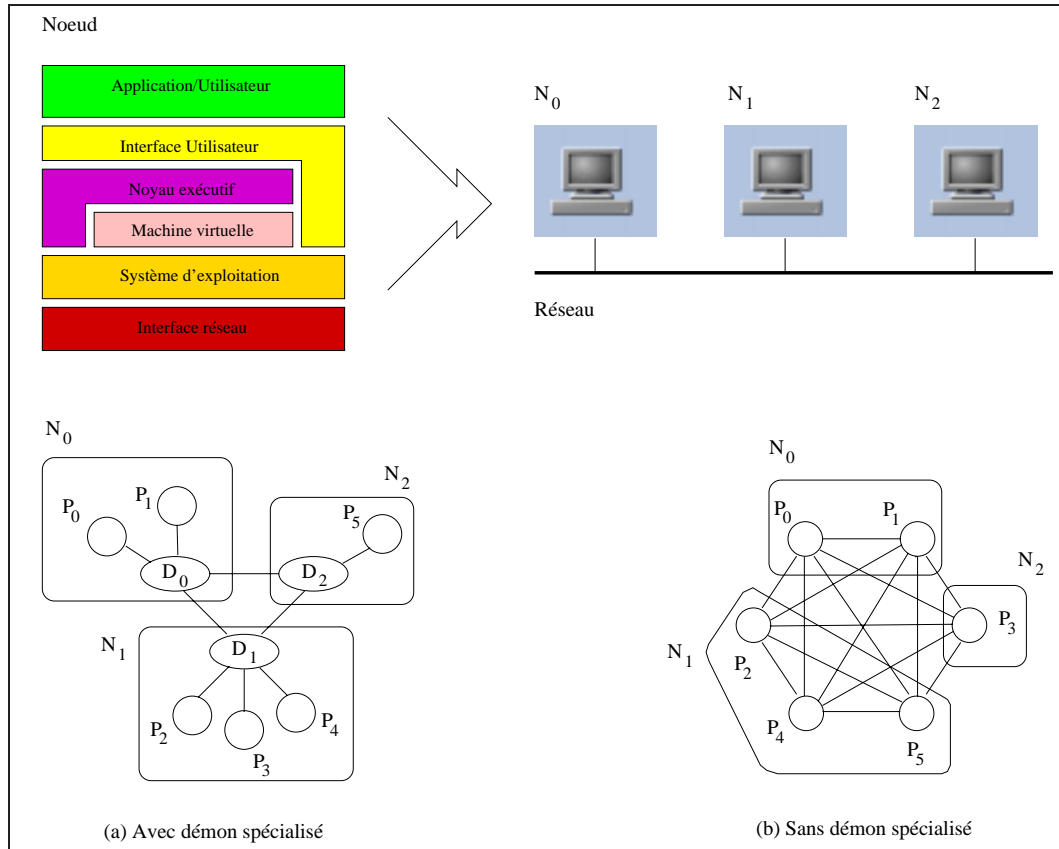 Noeud
Application/Utilisateur
Interface Utilisateur
Noyau exécutif
Machine virtuelle
Système d'exploitation
Interface réseau
N0
N1
N2
Réseau
N0
P0
P1
D0
N2
P5
D2
N1
D1
P2
P3
P4
(a) Avec démon spécialisé
N0
P0
P1
N2
P3
N1
P2
P4
P5
(b) Sans démon spécialisé